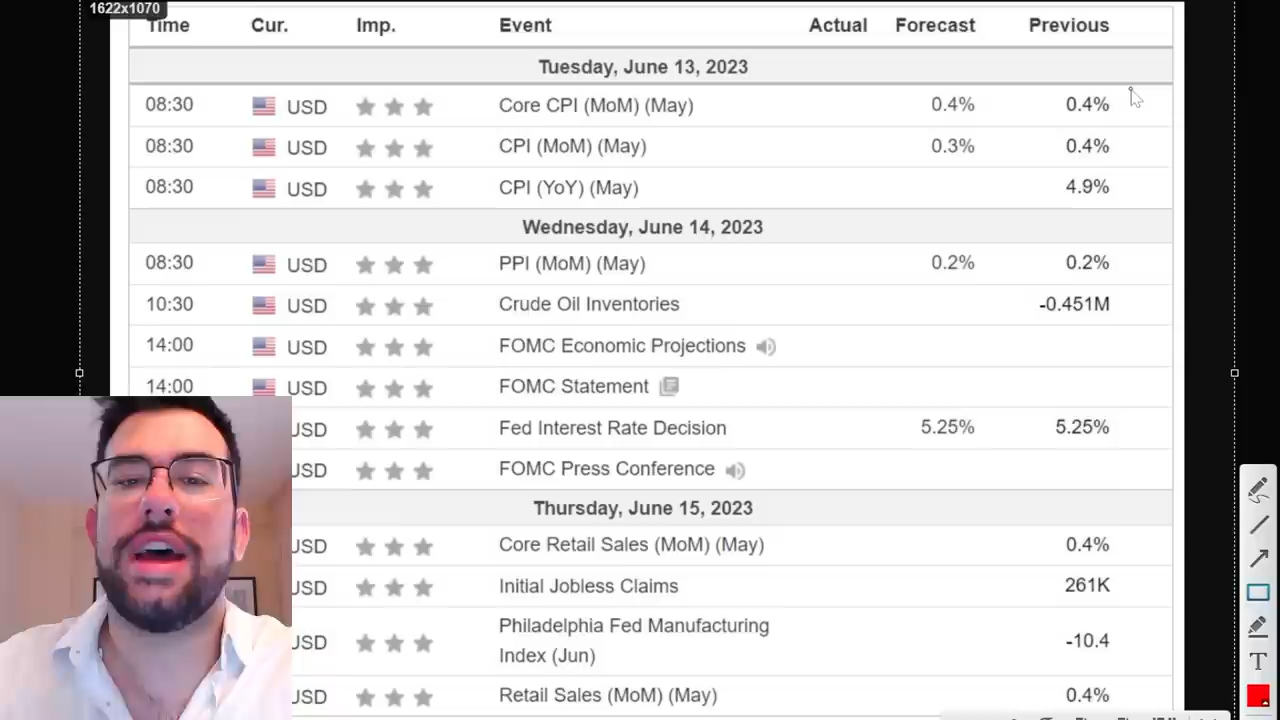 1622x1070
Time Cur. Imp. Event Actual Forecast Previous
Tuesday, June 13, 2023
08:30 USD Core CPI (MoM) (May) 0.4% 0.4%
08:30 USD CPI (MoM) (May) 0.3% 0.4%
08:30 USD CPI (YoY) (May) 4.9%
Wednesday, June 14, 2023
08:30 USD PPI (MoM) (May) 0.2% 0.2%
10:30 USD Crude Oil Inventories -0.451M
14:00 USD FOMC Economic Projections
14:00 USD FOMC Statement
USD Fed Interest Rate Decision 5.25% 5.25%
USD FOMC Press Conference
Thursday, June 15, 2023
USD Core Retail Sales (MoM) (May) 0.4%
USD Initial Jobless Claims 261K
USD Philadelphia Fed Manufacturing -10.4
Index (Jun)
USD Retail Sales (MoM) (May) 0.4%
T